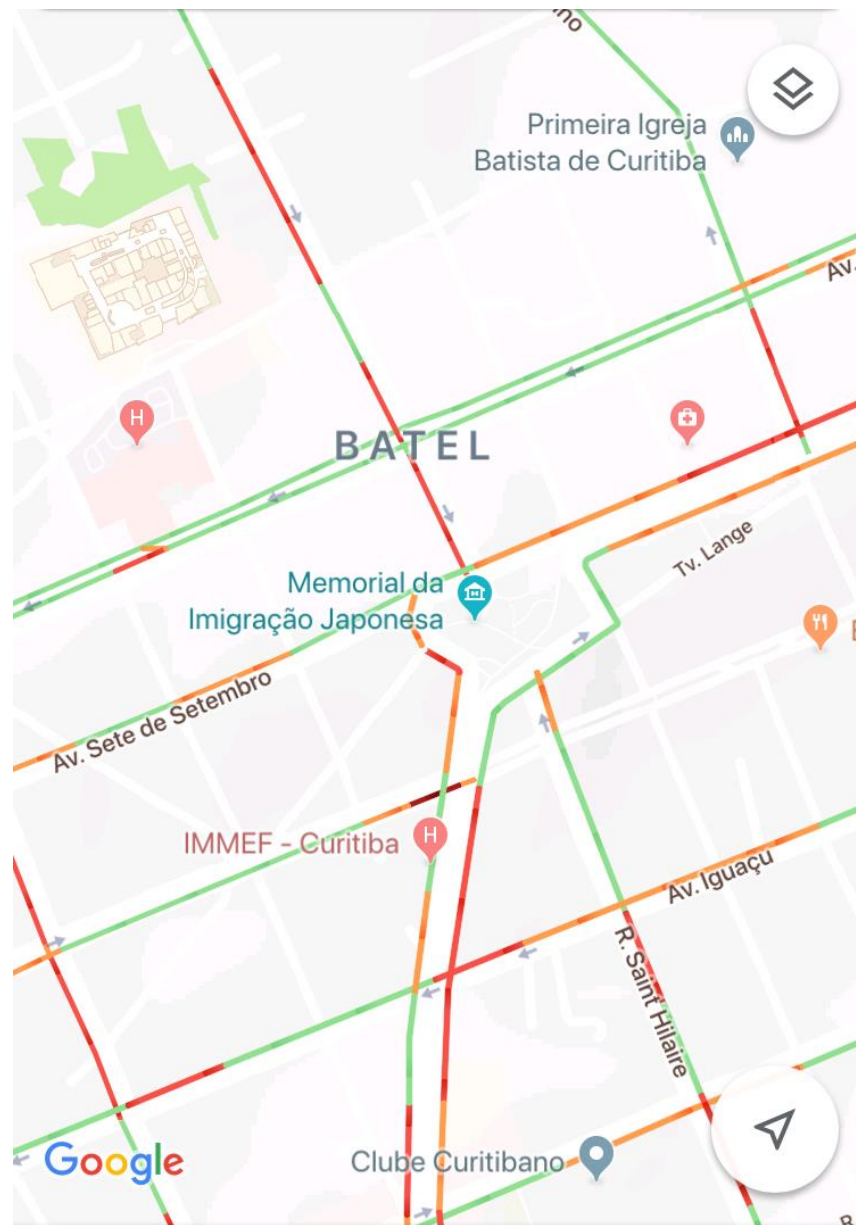 no
Primeira Igreja
Batista de Curitiba
Av.
H
BATEL
Tv. Lange
Memorial da
Imigração Japonesa
E
Av. Sete de Setembro
IMMEF - Curitiba
H
Av. Iguaçu
R. Saint Hilaire
Google
Clube Curitibano
R